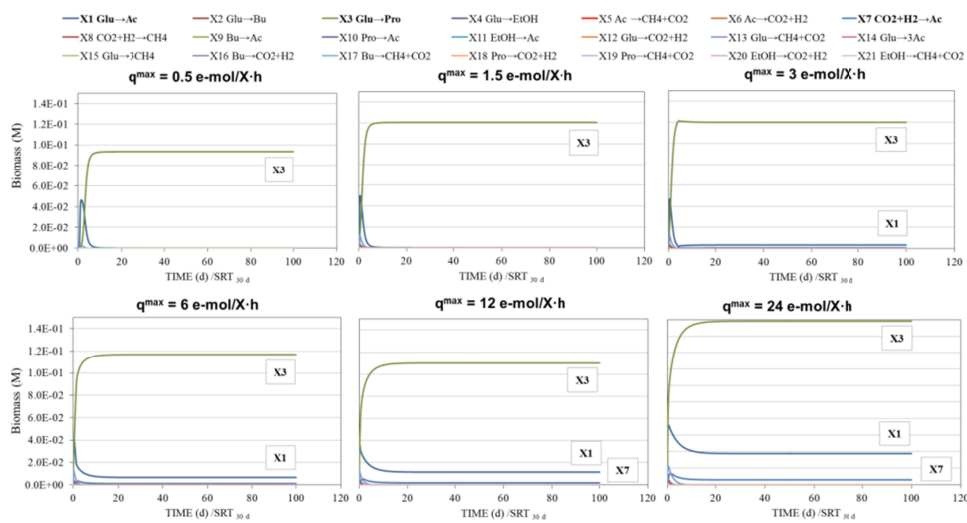 X1 Glu→Ac X2 Glu→Bu X3 Glu→Pro X4 Glu→EtOH X5 Ac →CH4+CO2 X6 Ac→CO2+H2 X7 CO2+H2→Ac
X8 CO2+H2→CH4 X9 Bu→Ac X10 Pro→Ac X11 EtOH→Ac X12 Glu→CO2+H2 X13 Glu→CH4+CO2 X14 Glu→3Ac
X15 Glu→3CH4 X16 Bu→CO2+H2 X17 Bu→CH4+CO2 X18 Pro→CO2+H2 X19 Pro→CH4+CO2 X20 EtOH→CO2+H2 X21 EtOH→CH4+CO2
qmax = 0.5 e-mol/X·h qmax = 1.5 e-mol/X·h qmax = 3 e-mol/X·h
Biomass (M)
1.4E-01
1.2E-01
1.0E-01
8.0E-02
6.0E-02
4.0E-02
2.0E-02
0.0E+00
X3
0 20 40 60 80 100 120
TIME (d) /SRT 30 d
X3
0 20 40 60 80 100 120
TIME (d) /SRT 30 d
X3
X1
0 20 40 60 80 100 120
TIME (d) /SRT 30 d
qmax = 6 e-mol/X·h qmax = 12 e-mol/X·h qmax = 24 e-mol/X·h
Biomass (M)
1.4E-01
1.2E-01
1.0E-01
8.0E-02
6.0E-02
4.0E-02
2.0E-02
0.0E+00
X3
X1
0 20 40 60 80 100 120
TIME (d) /SRT 30 d
X3
X1
X7
0 20 40 60 80 100 120
TIME (d) /SRT 30 d
X3
X1
X7
0 20 40 60 80 100 120
TIME (d) /SRT 30 d